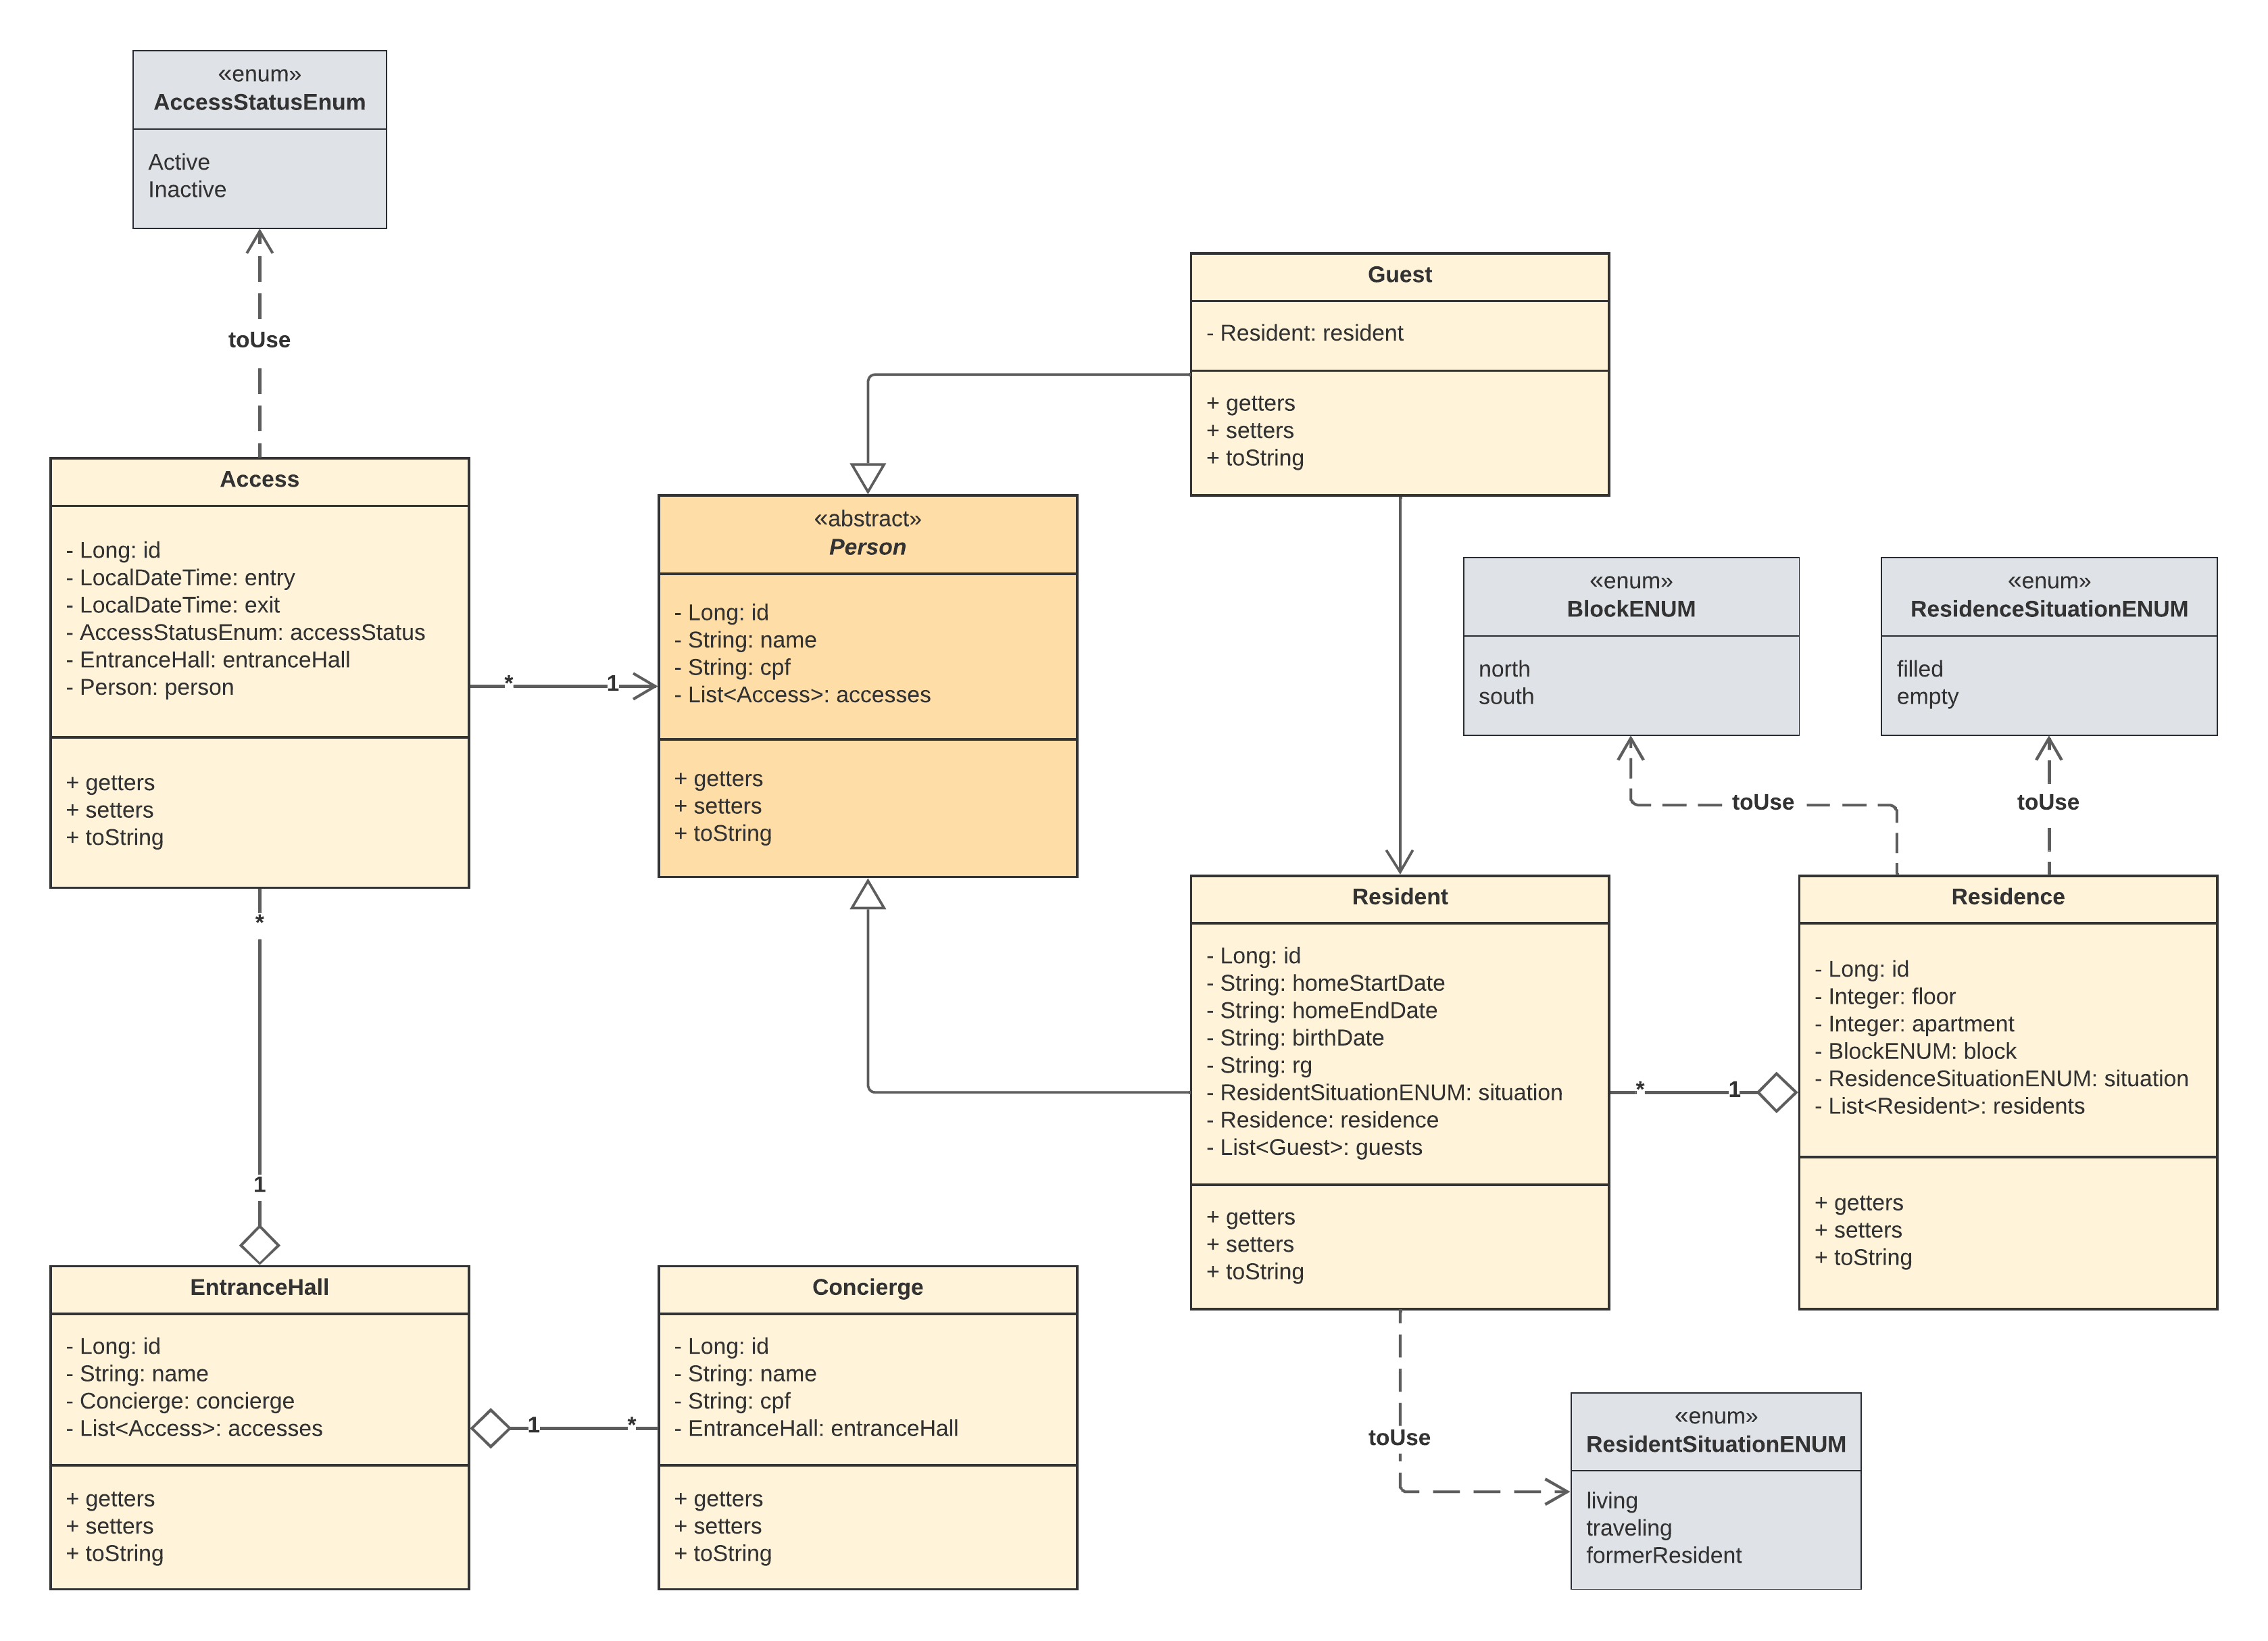 «enum»
AccessStatusEnum
Active
Inactive
toUse
Access
- Long: id
- LocalDateTime: entry
- LocalDateTime: exit
- AccessStatusEnum: accessStatus
- EntranceHall: entranceHall
- Person: person
+ getters
+ setters
+ toString
*
1
«abstract»
Person
- Long: id
- String: name
- String: cpf
- List<Access>: accesses
+ getters
+ setters
+ toString
Guest
- Resident: resident
+ getters
+ setters
+ toString
«enum»
BlockENUM
north
south
«enum»
ResidenceSituationENUM
filled
empty
toUse
toUse
Resident
- Long: id
- String: homeStartDate
- String: homeEndDate
- String: birthDate
- String: rg
- ResidentSituationENUM: situation
- Residence: residence
- List<Guest>: guests
+ getters
+ setters
+ toString
*
1
Residence
- Long: id
- Integer: floor
- Integer: apartment
- BlockENUM: block
- ResidenceSituationENUM: situation
- List<Resident>: residents
+ getters
+ setters
+ toString
*
1
EntranceHall
- Long: id
- String: name
- Concierge: concierge
- List<Access>: accesses
+ getters
+ setters
+ toString
1
*
Concierge
- Long: id
- String: name
- String: cpf
- EntranceHall: entranceHall
+ getters
+ setters
+ toString
toUse
«enum»
ResidentSituationENUM
living
traveling
formerResident